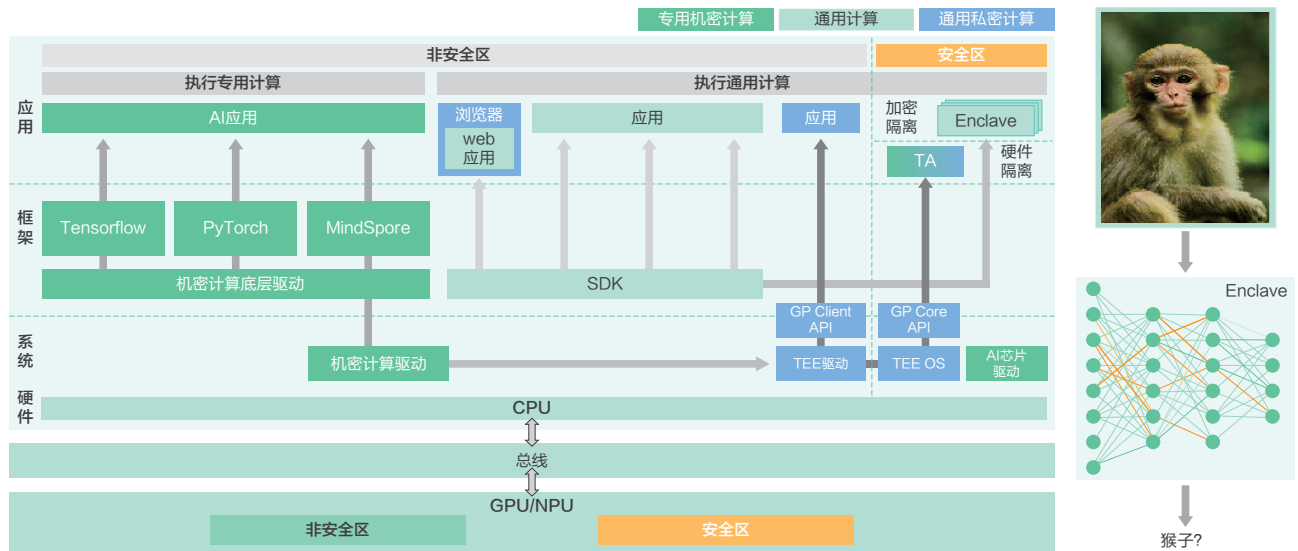 专用机密计算
通用计算
通用私密计算
非安全区
安全区
执行专用计算
执行通用计算
应用
AI应用
浏览器
web
应用
应用
应用
加密
隔离
Enclave
TA
硬件
隔离
框架
Tensorflow
PyTorch
MindSpore
机密计算底层驱动
SDK
GP Client
API
GP Core
API
系统
机密计算驱动
TEE驱动
TEE OS
AI芯片
驱动
硬件
CPU
总线
GPU/NPU
非安全区
安全区
Enclave
猴子?